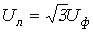 Uл = √3Uф